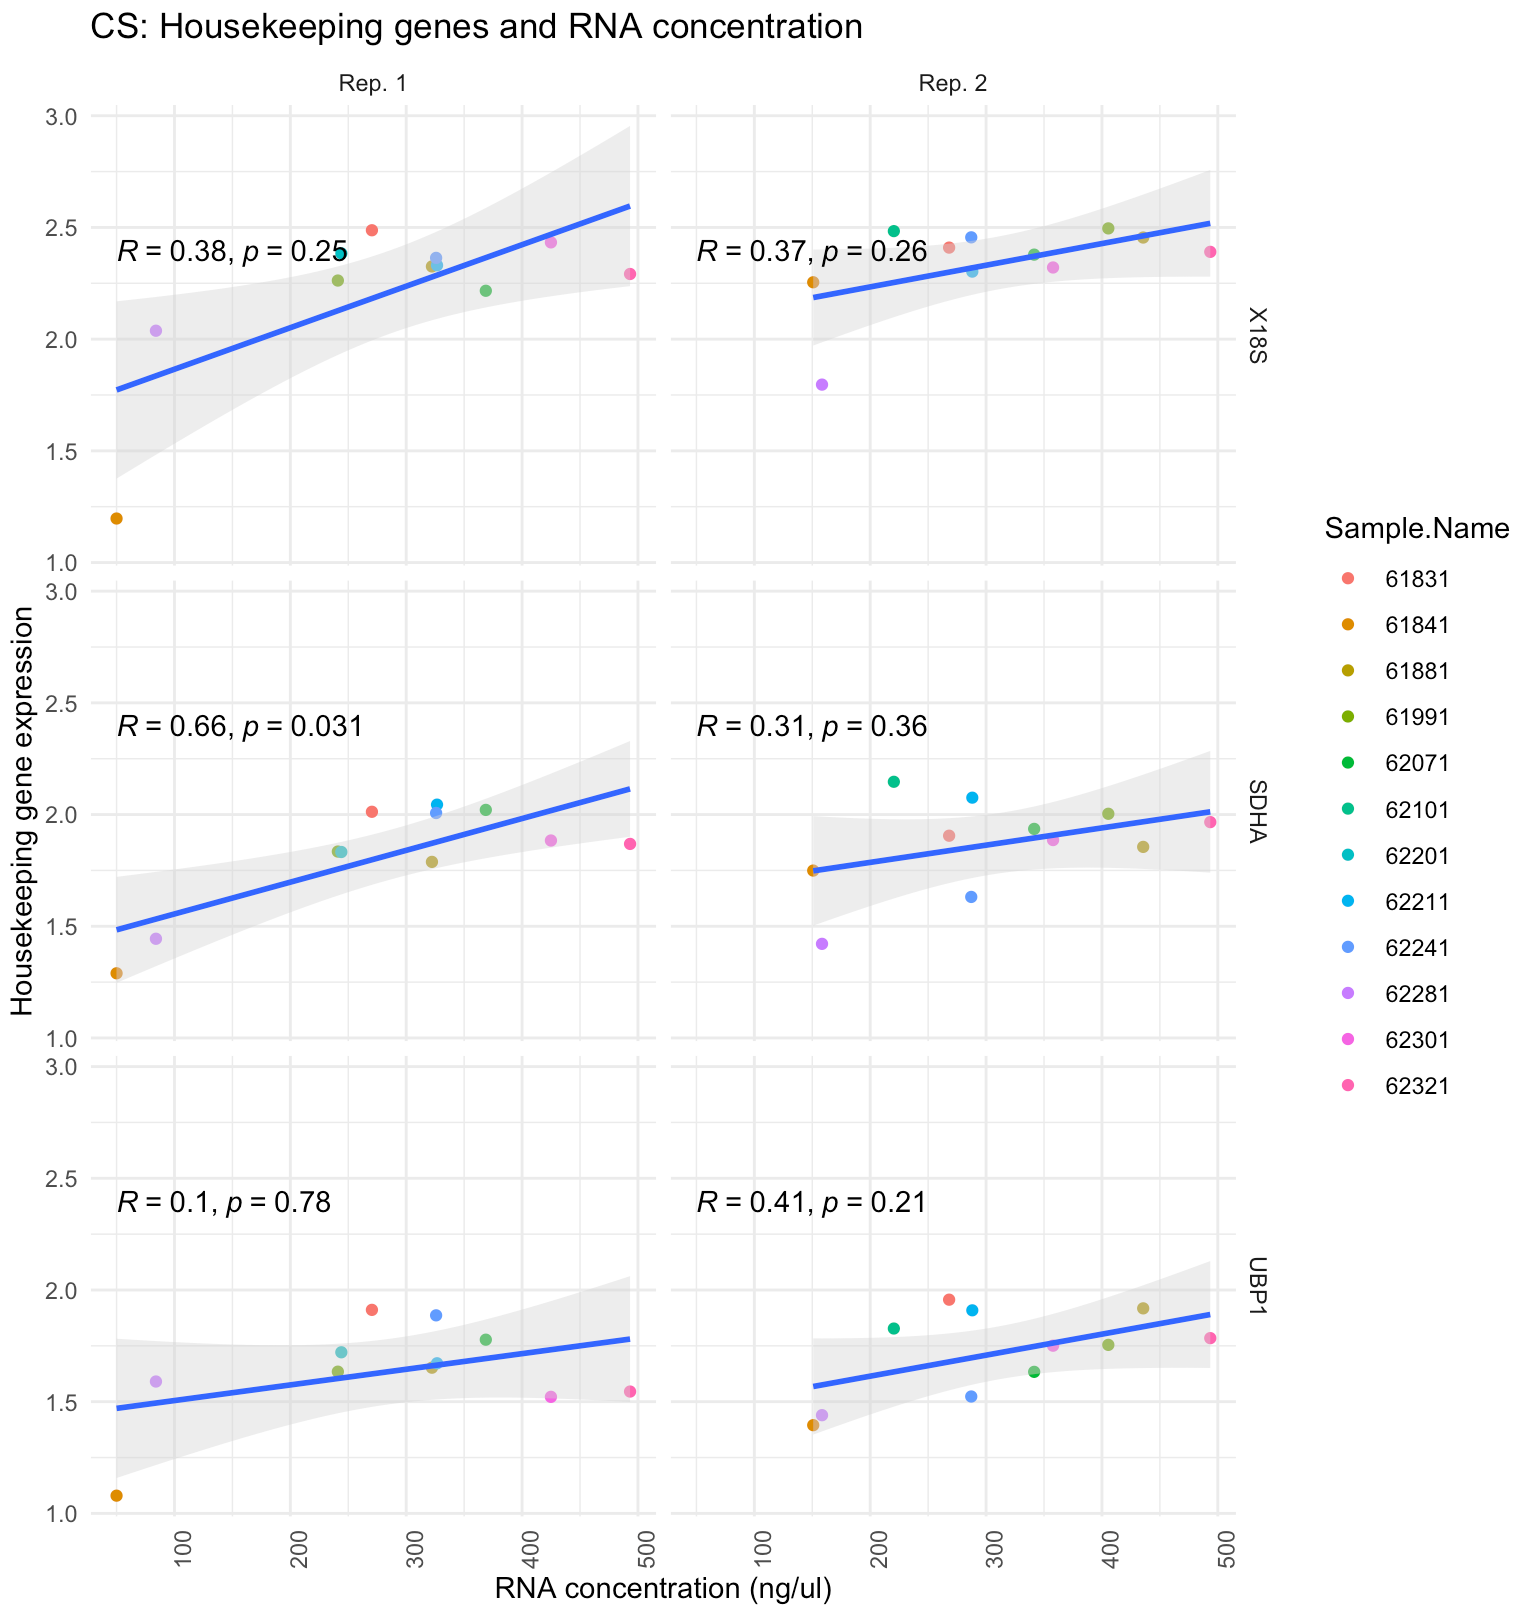 CS: Housekeeping genes and RNA concentration
Rep. 1
Rep. 2
3.0
2.5
2.0
1.5
1.0
R = 0.38, p = 0.25
R = 0.37, p = 0.26
X18S
3.0
2.5
2.0
1.5
1.0
R = 0.66, p = 0.031
R = 0.31, p = 0.36
SDHA
3.0
2.5
2.0
1.5
1.0
R = 0.1, p = 0.78
R = 0.41, p = 0.21
UBP1
Housekeeping gene expression
100
200
300
400
500
100
200
300
400
500
RNA concentration (ng/ul)
Sample.Name
61831
61841
61881
61991
62071
62101
62201
62211
62241
62281
62301
62321